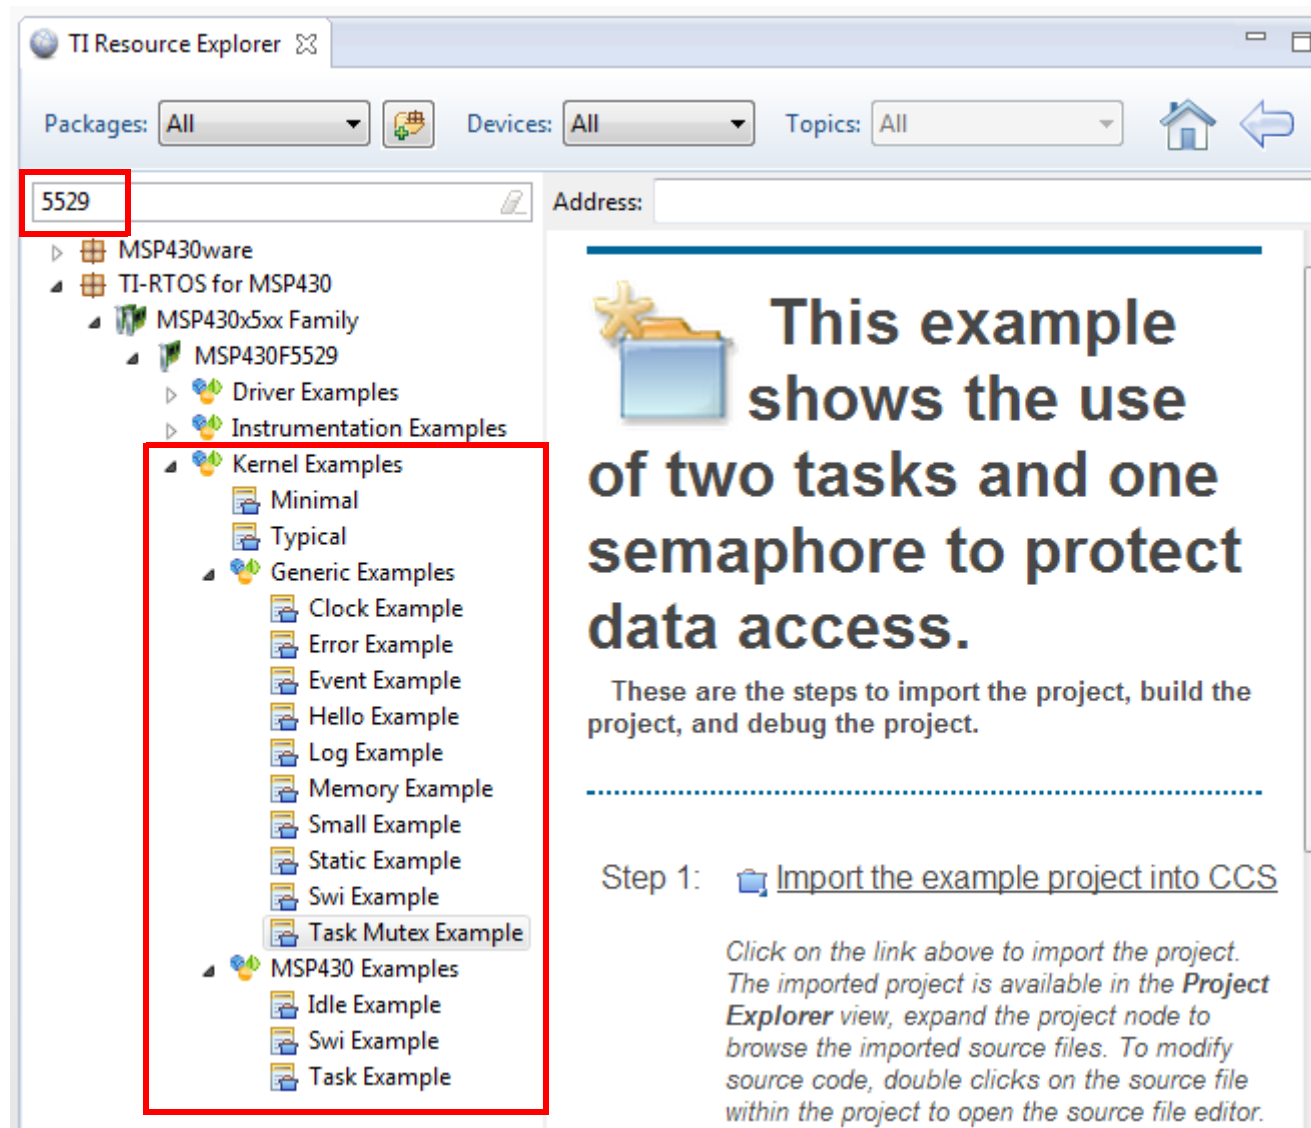 TI Resource Explorer
Packages: All Devices: All Topics: All
5529
Address:
MSP430ware
TI-RTOS for MSP430
MSP430x5xx Family
MSP430F5529
Driver Examples
Instrumentation Examples
Kernel Examples
Minimal
Typical
Generic Examples
Clock Example
Error Example
Event Example
Hello Example
Log Example
Memory Example
Small Example
Static Example
Swi Example
Task Mutex Example
MSP430 Examples
Idle Example
Swi Example
Task Example
This example
shows the use
of two tasks and one
semaphore to protect
data access.
These are the steps to import the project, build the
project, and debug the project.
Step 1: Import the example project into CCS
Click on the link above to import the project.
The imported project is available in the Project
Explorer view, expand the project node to
browse the imported source files. To modify
source code, double clicks on the source file
within the project to open the source file editor.